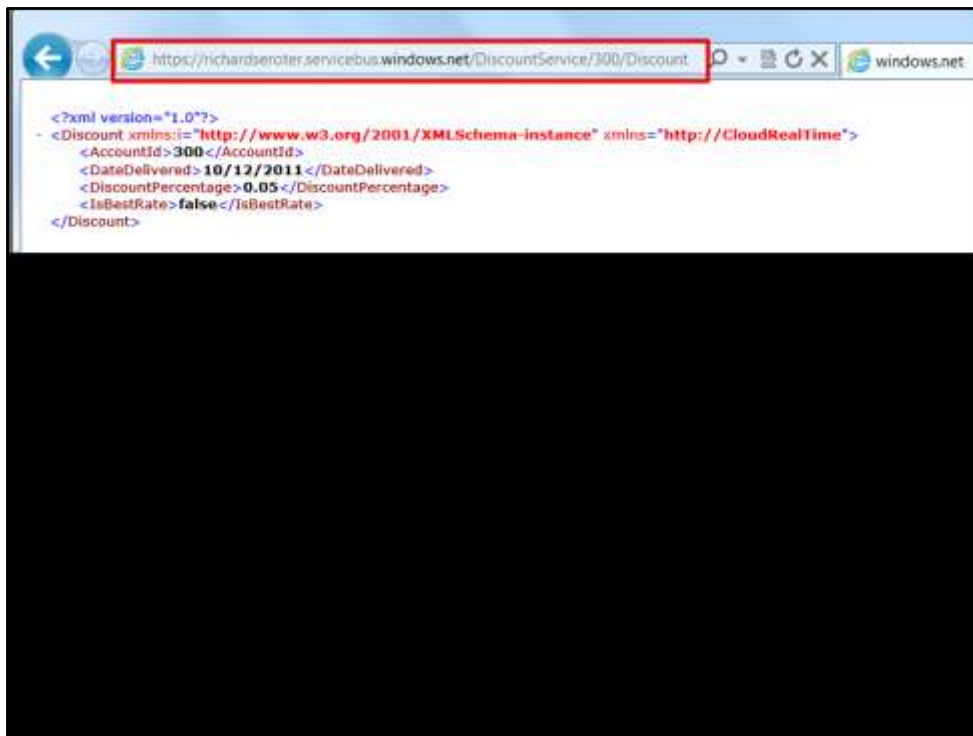 https://richardseroter.servicebus.windows.net/DiscountService/300/Discount windows.net
<?xml version="1.0"?>
- <Discount xmlns:i="http://www.w3.org/2001/XMLSchema-instance" xmlns="http://CloudRealTime">
<AccountId>300</AccountId>
<DateDelivered>10/12/2011</DateDelivered>
<DiscountPercentage>0.05</DiscountPercentage>
<IsBestRate>false</IsBestRate>
</Discount>